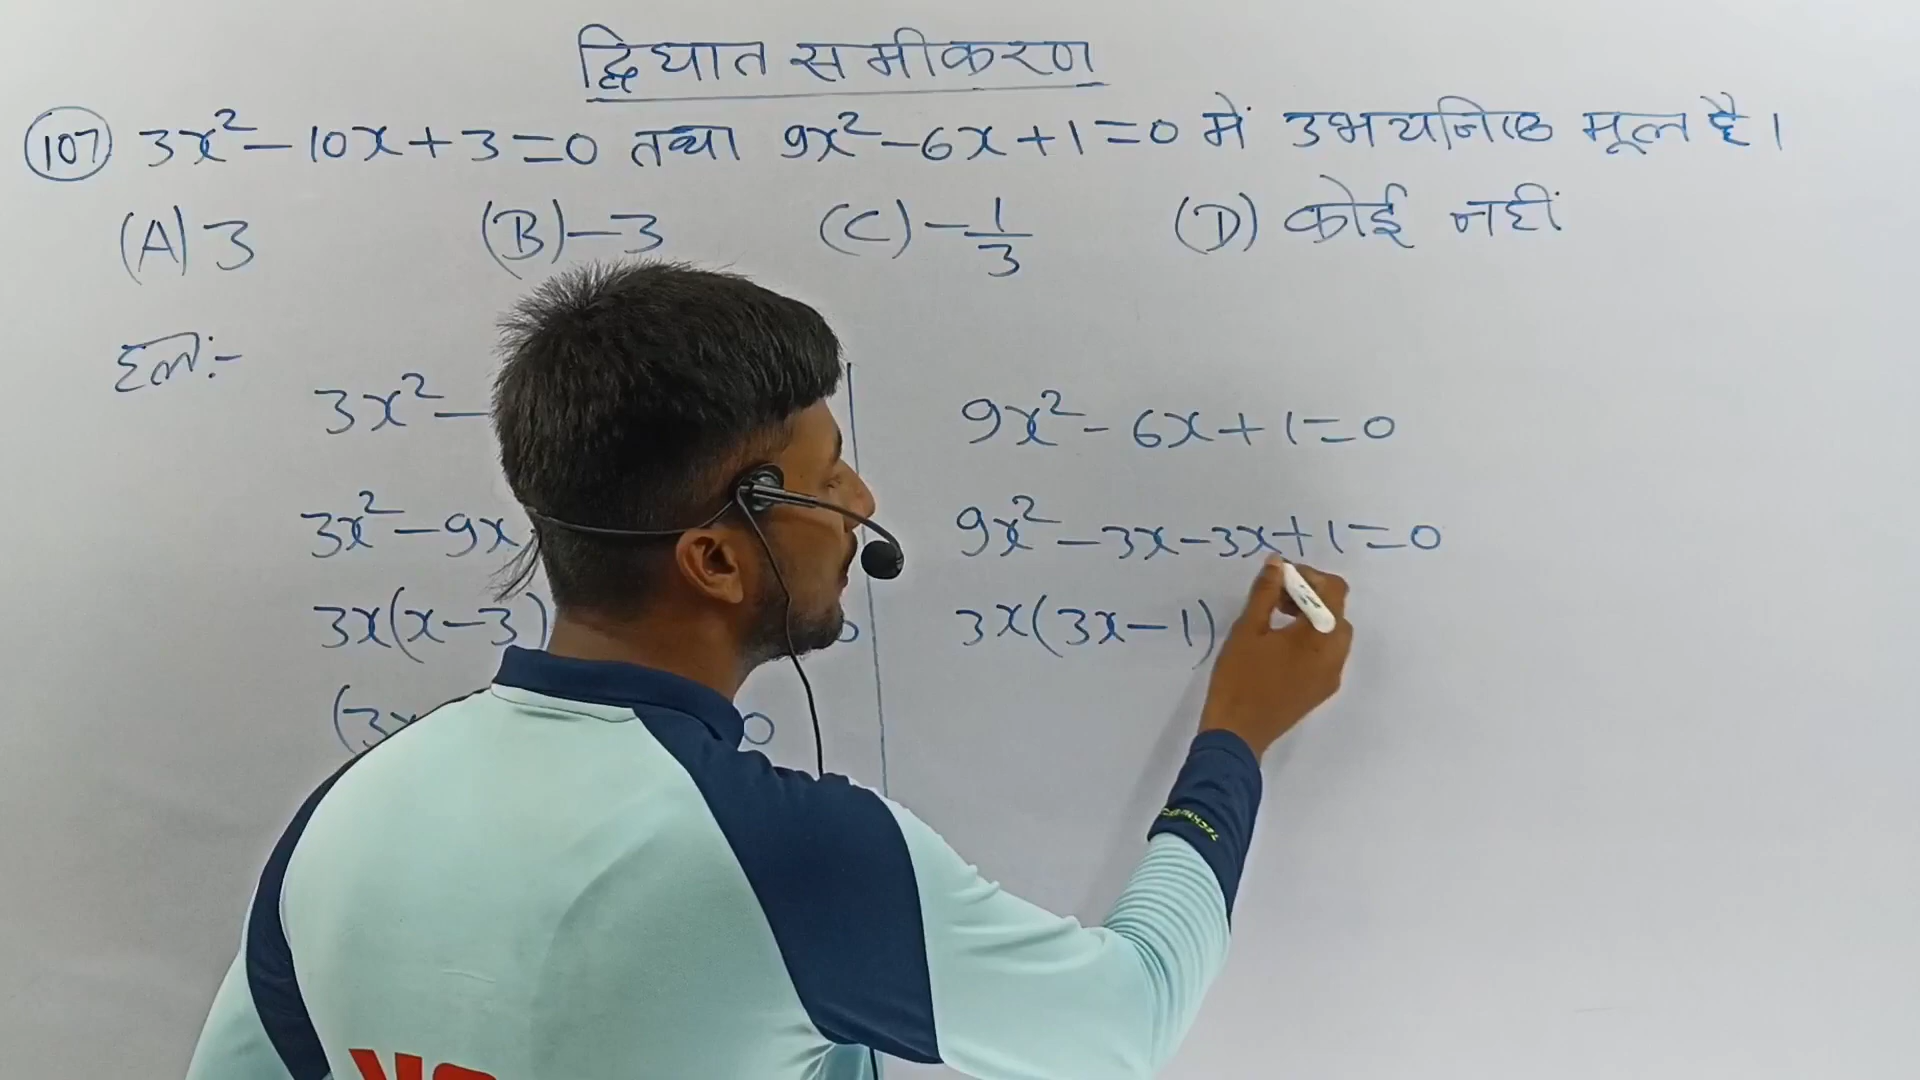 द्विघात समीकरण
(107) 3x² - 10x + 3 = 0 तथा 9x² - 6x + 1 = 0 में उभयनिष्ठ मूल है।
(A) 3 (B) -3 (C) -1/3 (D) कोई नहीं
हल:-
3x² -
3x² - 9x
3x(x - 3)
(3x
0
9x² - 6x + 1 = 0
9x² - 3x - 3x + 1 = 0
3x(3x - 1)